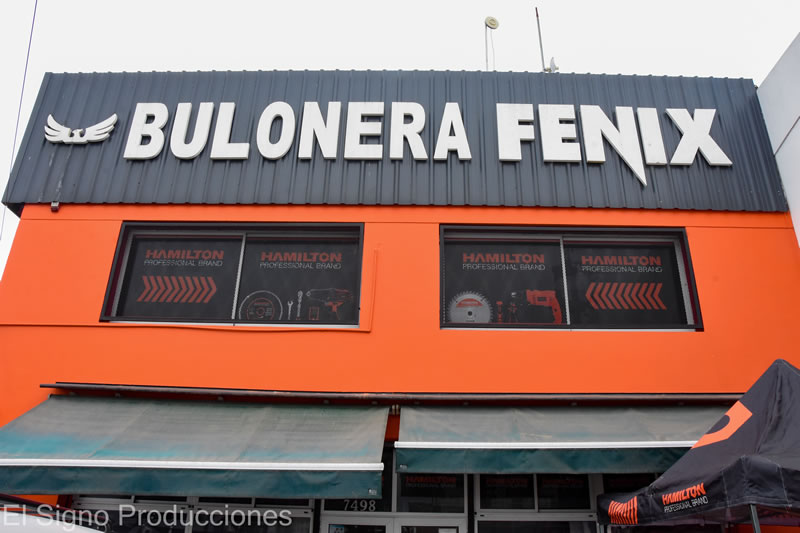 BULONERA FENIX
HAMILTON
PROFESSIONAL BRAND
HAMILTON
PROFESSIONAL BRAND
HAMILTON
PROFESSIONAL BRAND
HAMILTON
PROFESSIONAL BRAND
HAMILTON
PROFESSIONAL BRAND
7498
El Signo Producciones